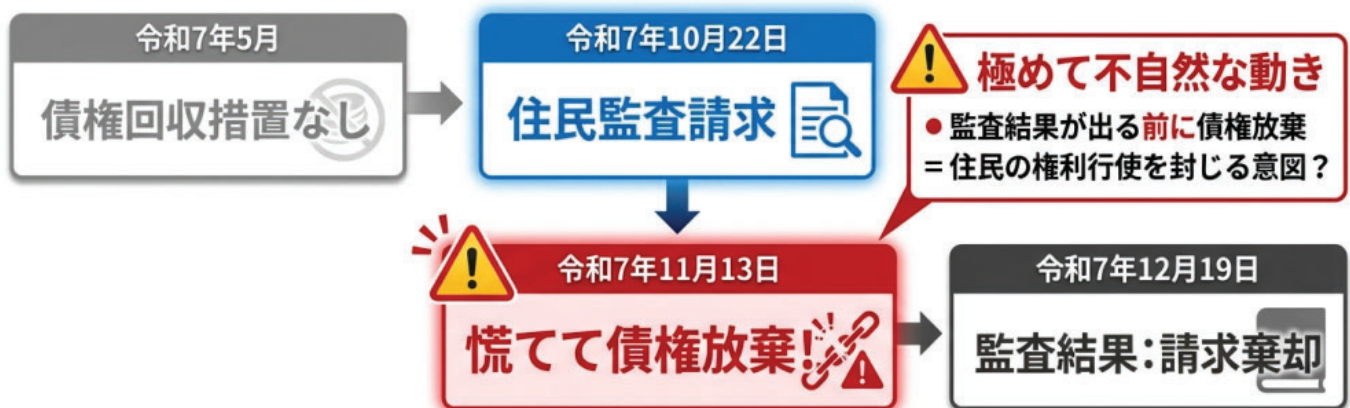 令和7年5月
債権回収措置なし
令和7年10月22日
住民監査請求
極めて不自然な動き
● 監査結果が出る前に債権放棄
= 住民の権利行使を封じる意図？
令和7年11月13日
慌てて債権放棄!
令和7年12月19日
監査結果:請求棄却